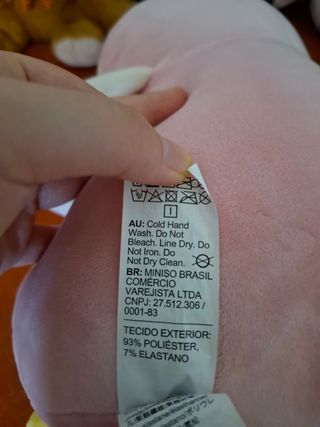 AU: Cold Hand
Wash. Do Not
Bleach. Line Dry. Do
Not Iron. Do
Not Dry Clean.
BR: MINISO BRASIL
COMÉRCIO
VAREJISTA LTDA
CNPJ: 27.512.306 /
0001-83
TECIDO EXTERIOR:
93% POLIÉSTER,
7% ELASTANO